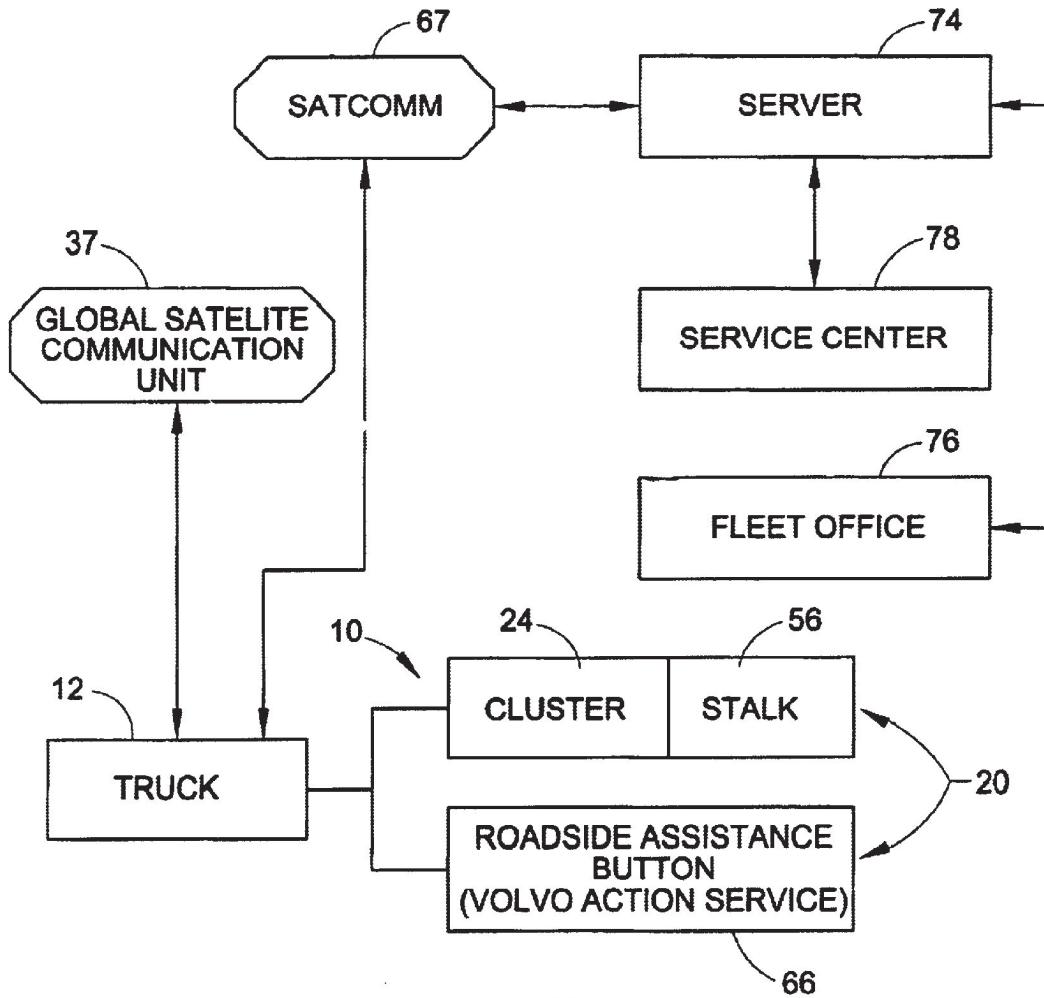 67
SATCOMM
74
SERVER
37
GLOBAL SATELITE
COMMUNICATION
UNIT
78
SERVICE CENTER
76
FLEET OFFICE
10
24
CLUSTER
56
STALK
12
TRUCK
20
ROADSIDE ASSISTANCE
BUTTON
(VOLVO ACTION SERVICE)
66